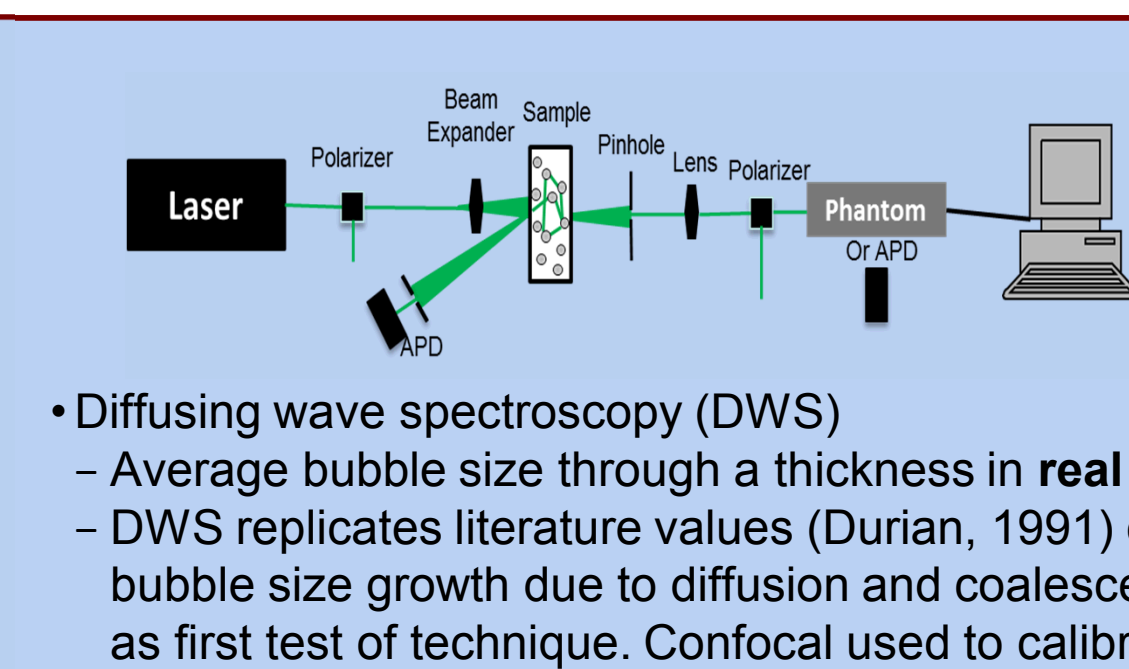 Beam
Expander
Sample
Polarizer
Pinhole
Lens
Polarizer
Laser
Phantom
Or APD
APD
• Diffusing wave spectroscopy (DWS)
– Average bubble size through a thickness in real
– DWS replicates literature values (Durian, 1991)
bubble size growth due to diffusion and
as first test of technique. Confocal used to